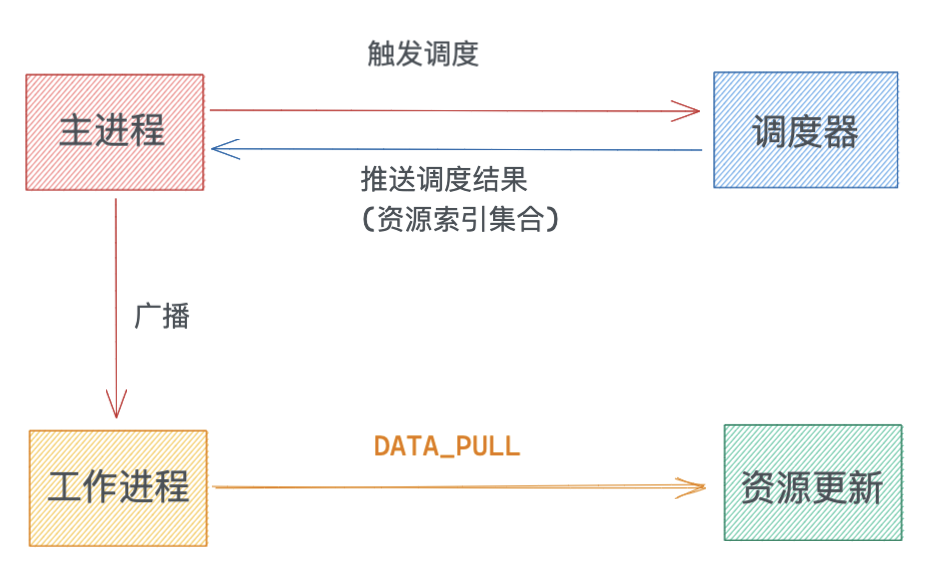 触发调度
主进程
调度器
推送调度结果
(资源索引集合)
广播
DATA_PULL
工作进程
资源更新